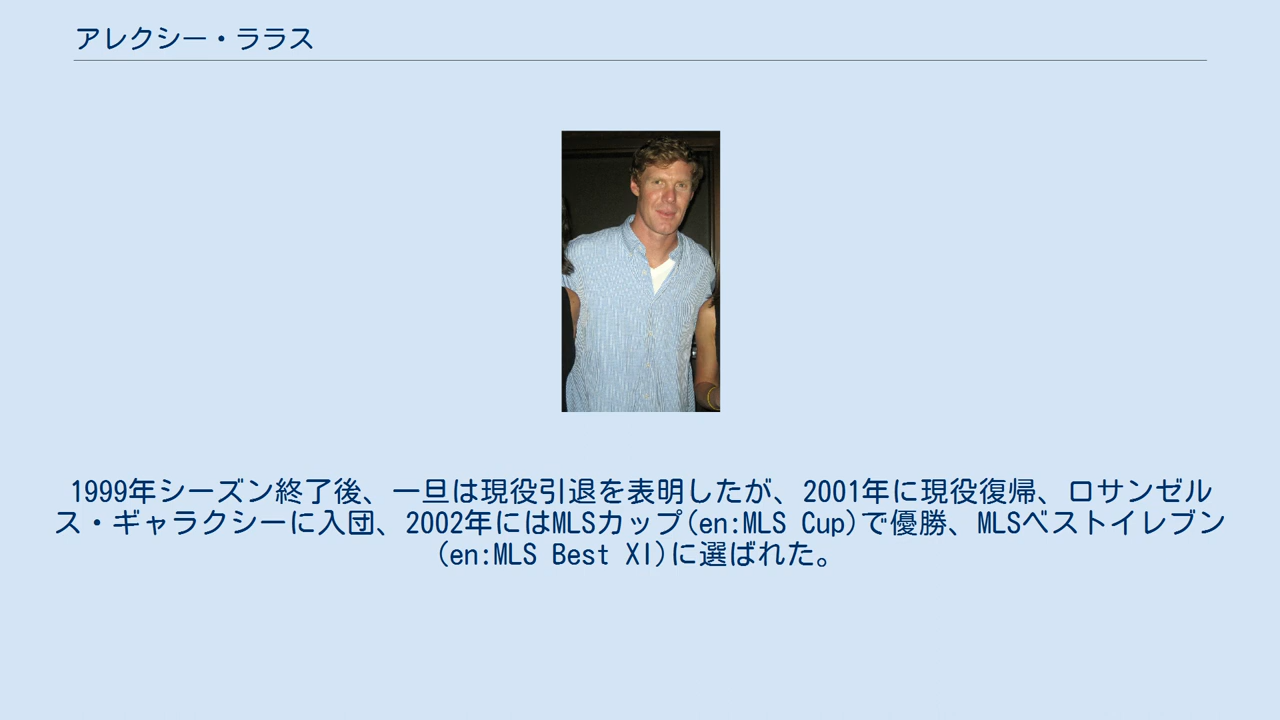 アレクシー・ララス
1999年シーズン終了後、一旦は現役引退を表明したが、2001年に現役復帰、ロサンゼル
ス・ギャラクシーに入団、2002年にはMLSカップ(en:MLS Cup)で優勝、MLSベストイレブン
(en:MLS Best XI)に選ばれた。